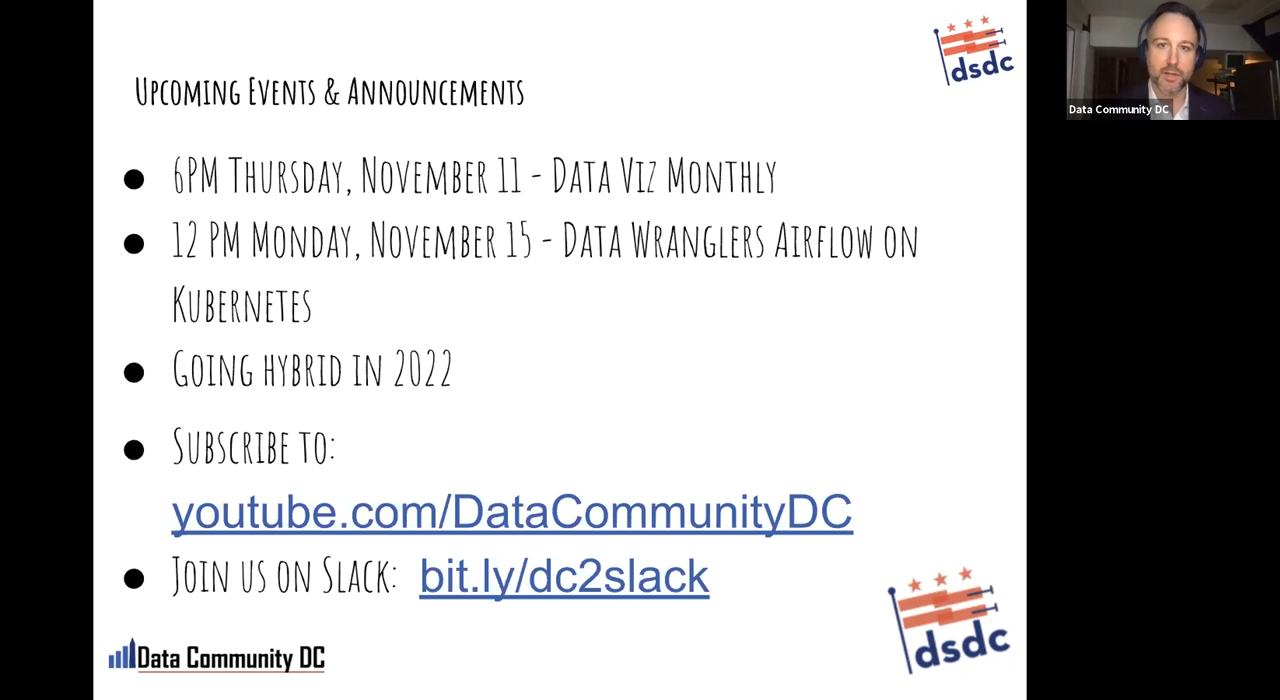 dsdc
Data Community DC
Upcoming Events & Announcements
● 6PM Thursday, November 11 - Data Viz Monthly
● 12 PM Monday, November 15 - Data Wranglers Airflow on
Kubernetes
● Going hybrid in 2022
● Subscribe to:
youtube.com/DataCommunityDC
● Join us on Slack: bit.ly/dc2slack
Data Community DC
dsdc